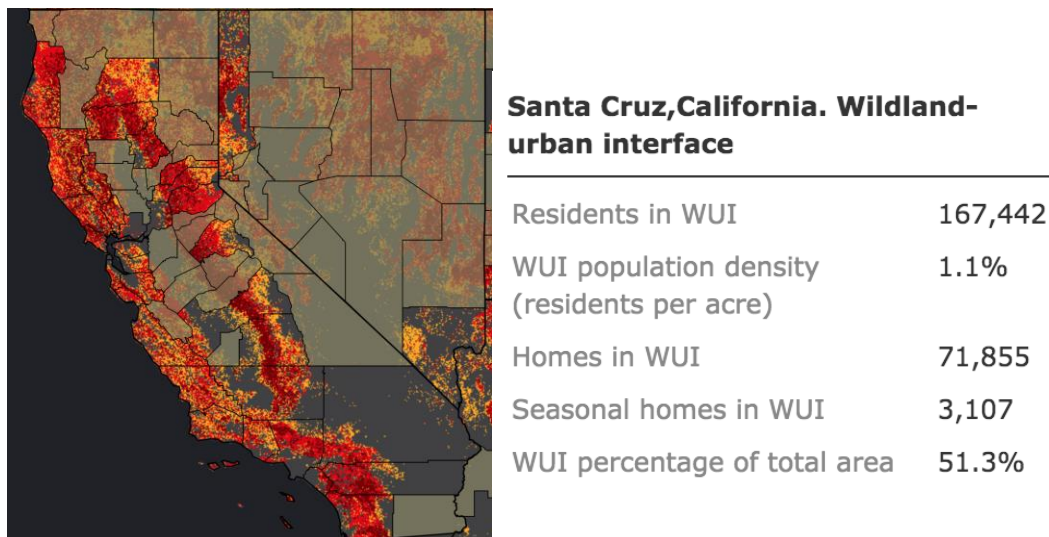 Santa Cruz,California. Wildland-
urban interface
Residents in WUI 167,442
WUI population density 1.1%
(residents per acre)
Homes in WUI 71,855
Seasonal homes in WUI 3,107
WUI percentage of total area 51.3%